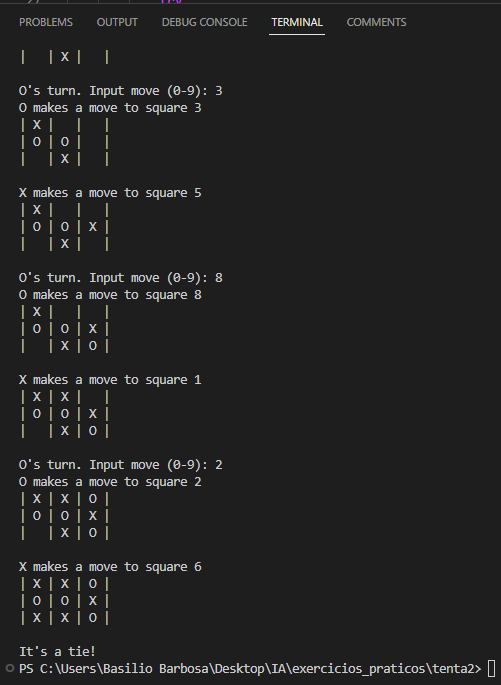 PROBLEMS OUTPUT DEBUG CONSOLE TERMINAL COMMENTS
|   | X |   |
O's turn. Input move (0-9): 3
O makes a move to square 3
| X |   |   |
| O | O |   |
|   | X |   |
X makes a move to square 5
| X |   |   |
| O | O | X |
|   | X |   |
O's turn. Input move (0-9): 8
O makes a move to square 8
| X |   |   |
| O | O | X |
|   | X | O |
X makes a move to square 1
| X | X |   |
| O | O | X |
|   | X | O |
O's turn. Input move (0-9): 2
O makes a move to square 2
| X | X | O |
| O | O | X |
|   | X | O |
X makes a move to square 6
| X | X | O |
| O | O | X |
| X | X | O |
It's a tie!
PS C:\Users\Basilio Barbosa\Desktop\IA\exercicios_praticos\tenta2>